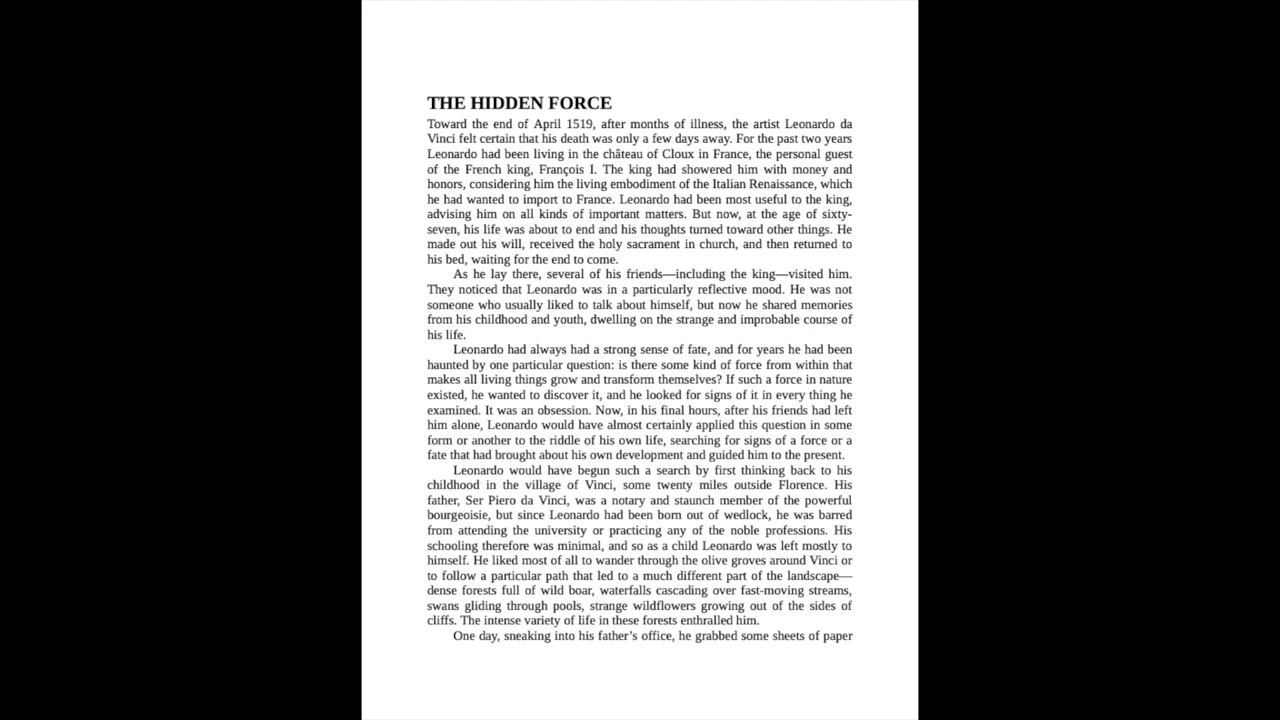 THE HIDDEN FORCE
Toward the end of April 1519, after months of illness, the artist Leonardo da
Vinci felt certain that his death was only a few days away. For the past two years
Leonardo had been living in the château of Cloux in France, the personal guest
of the French king, François I. The king had showered him with money and
honors, considering him the living embodiment of the Italian Renaissance, which
he had wanted to import to France. Leonardo had been most useful to the king,
advising him on all kinds of important matters. But now, at the age of sixty-
seven, his life was about to end and his thoughts turned toward other things. He
made out his will, received the holy sacrament in church, and then returned to
his bed, waiting for the end to come.
As he lay there, several of his friends—including the king—visited him.
They noticed that Leonardo was in a particularly reflective mood. He was not
someone who usually liked to talk about himself, but now he shared memories
from his childhood and youth, dwelling on the strange and improbable course of
his life.
Leonardo had always had a strong sense of fate, and for years he had been
haunted by one particular question: is there some kind of force from within that
makes all living things grow and transform themselves? If such a force in nature
existed, he wanted to discover it, and he looked for signs of it in every thing he
examined. It was an obsession. Now, in his final hours, after his friends had left
him alone, Leonardo would have almost certainly applied this question in some
form or another to the riddle of his own life, searching for signs of a force or a
fate that had brought about his own development and guided him to the present.
Leonardo would have begun such a search by first thinking back to his
childhood in the village of Vinci, some twenty miles outside Florence. His
father, Ser Piero da Vinci, was a notary and staunch member of the powerful
bourgeoisie, but since Leonardo had been born out of wedlock, he was barred
from attending the university or practicing any of the noble professions. His
schooling therefore was minimal, and so as a child Leonardo was left mostly to
himself. He liked most of all to wander through the olive groves around Vinci or
to follow a particular path that led to a much different part of the landscape—
dense forests full of wild boar, waterfalls cascading over fast-moving streams,
swans gliding through pools, strange wildflowers growing out of the sides of
cliffs. The intense variety of life in these forests enthralled him.
One day, sneaking into his father’s office, he grabbed some sheets of paper